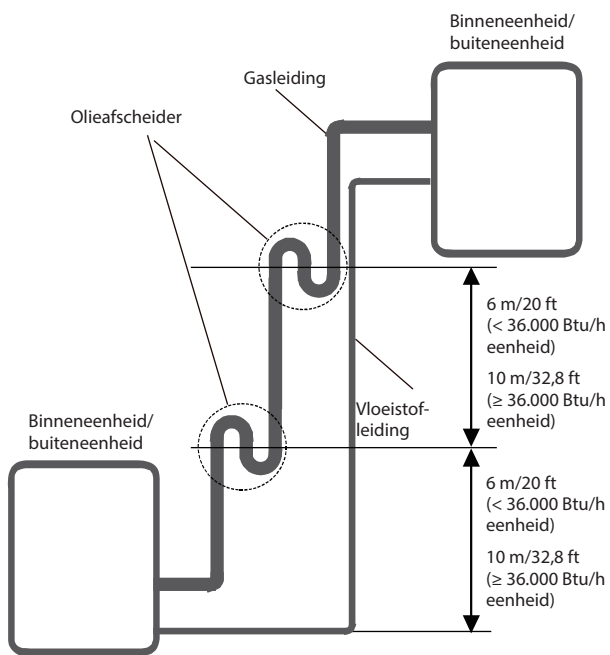 Binneneenheid/
buiteneenheid
Gasleiding
Olieafscheider
6 m/20 ft
(< 36.000 Btu/h
eenheid)
10 m/32,8 ft
(≥ 36.000 Btu/h
eenheid)
Vloeistof-
leiding
Binneneenheid/
buiteneenheid
6 m/20 ft
(< 36.000 Btu/h
eenheid)
10 m/32,8 ft
(≥ 36.000 Btu/h
eenheid)